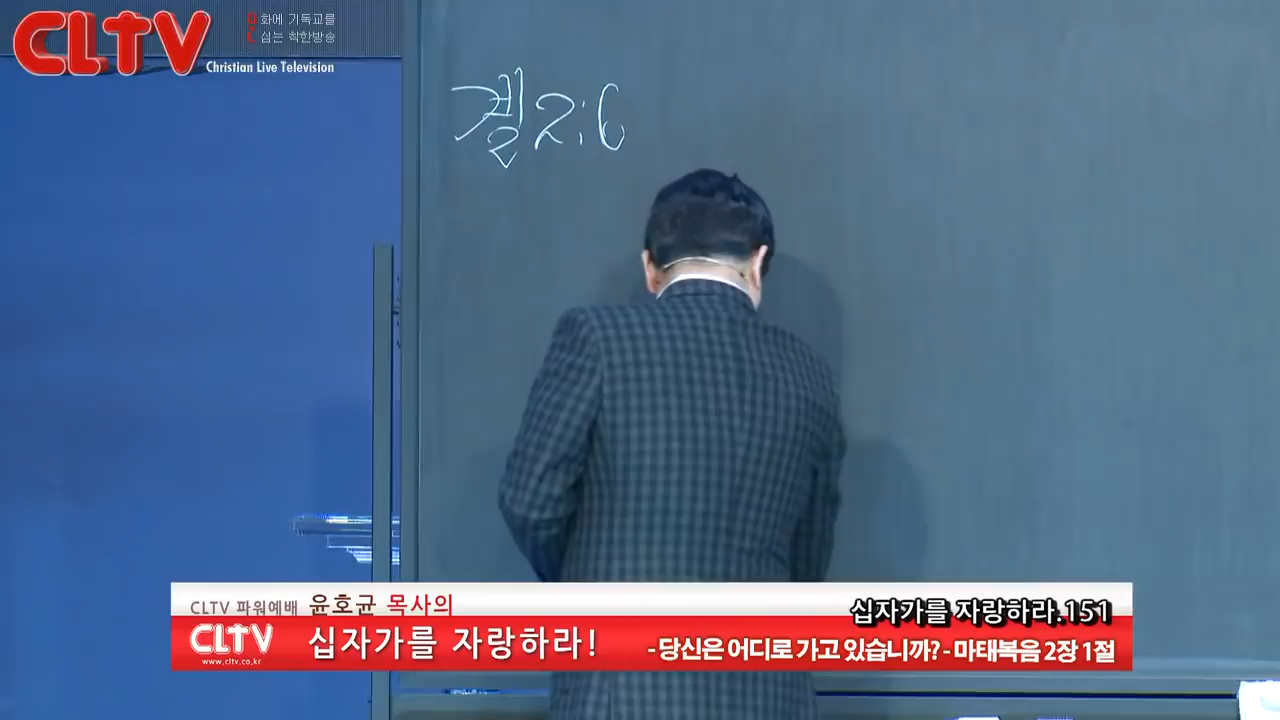 CLTV
문화에 기독교를
심는 착한방송
Christian Live Television
겔 2:6
CLTV 파워예배 윤호균 목사의
십자가를 자랑하라.151
CLTV
www.cltv.co.kr
십자가를 자랑하라!
- 당신은 어디로 가고 있습니까? - 마태복음 2장 1절